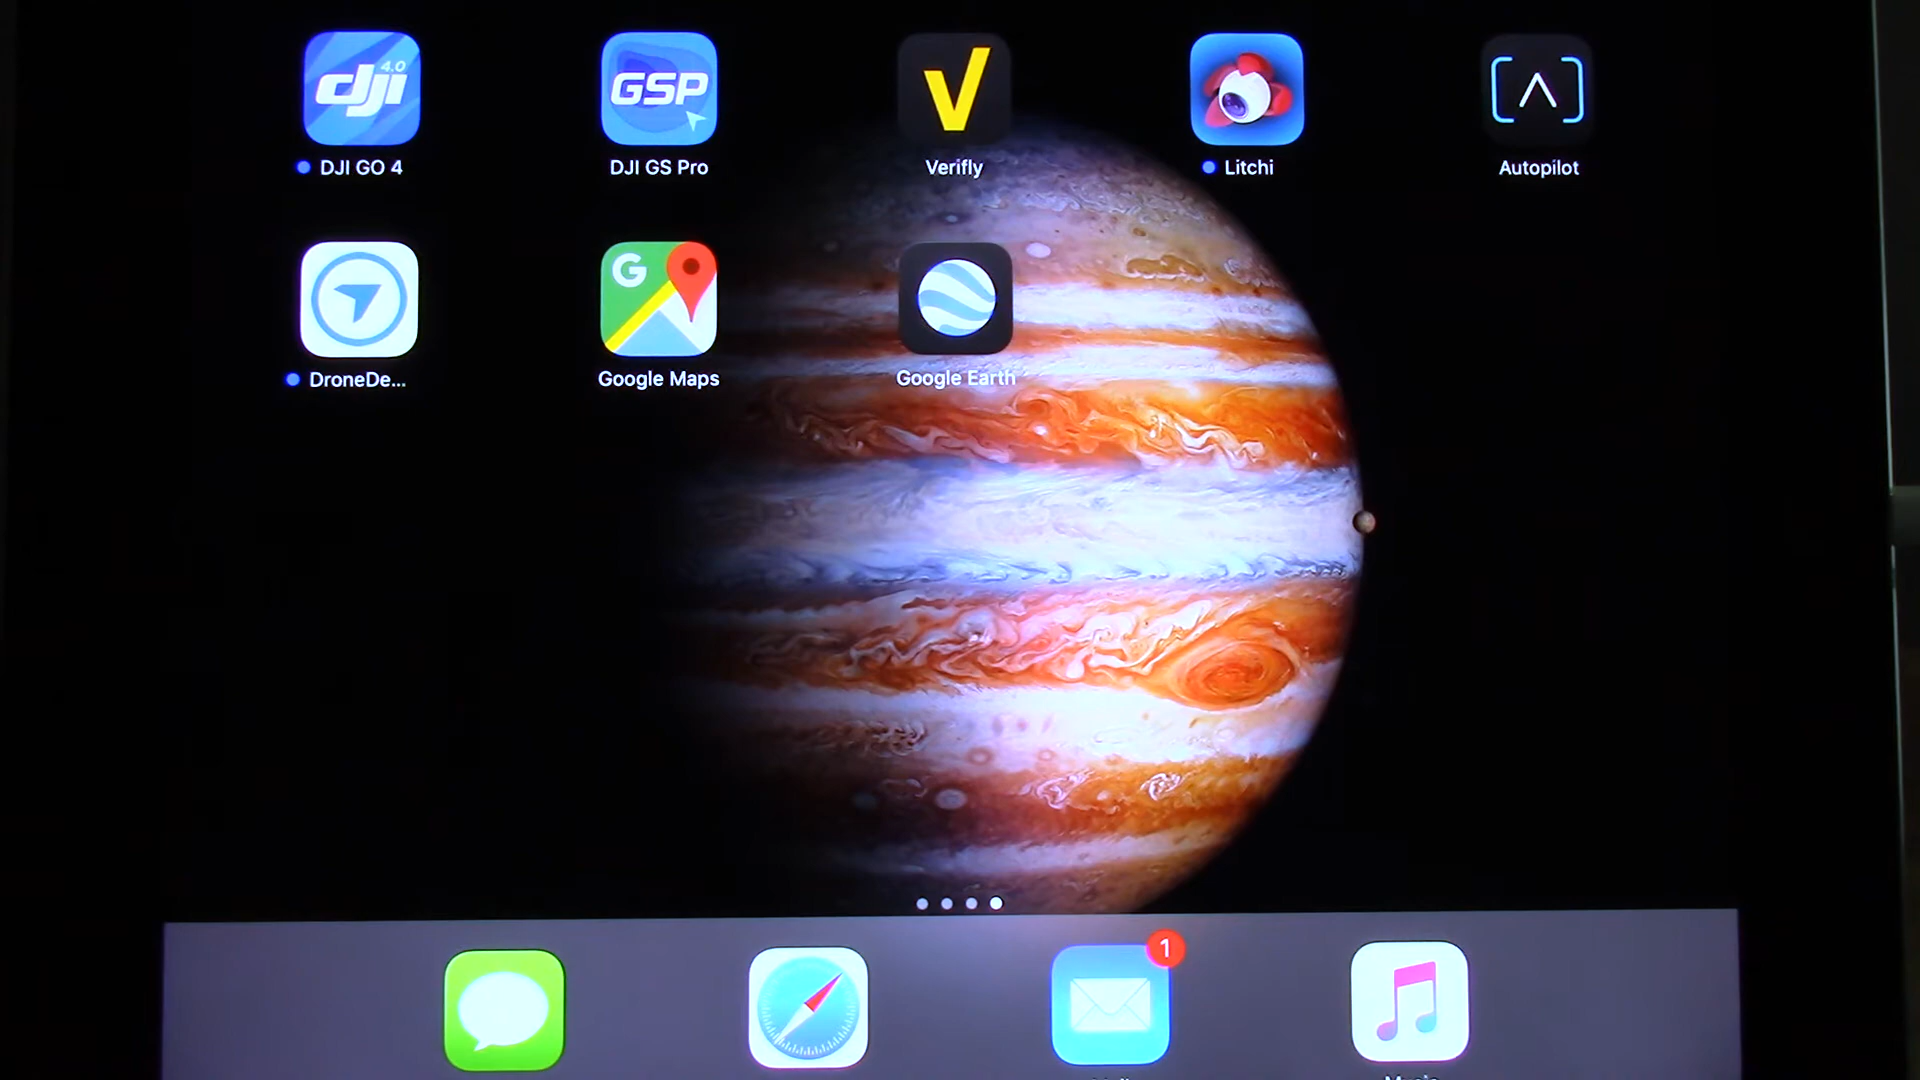 dji 4.0
GSP
DJI GO 4
DJI GS Pro
Verifly
Litchi
Autopilot
G
DroneDe...
Google Maps
Google Earth
1